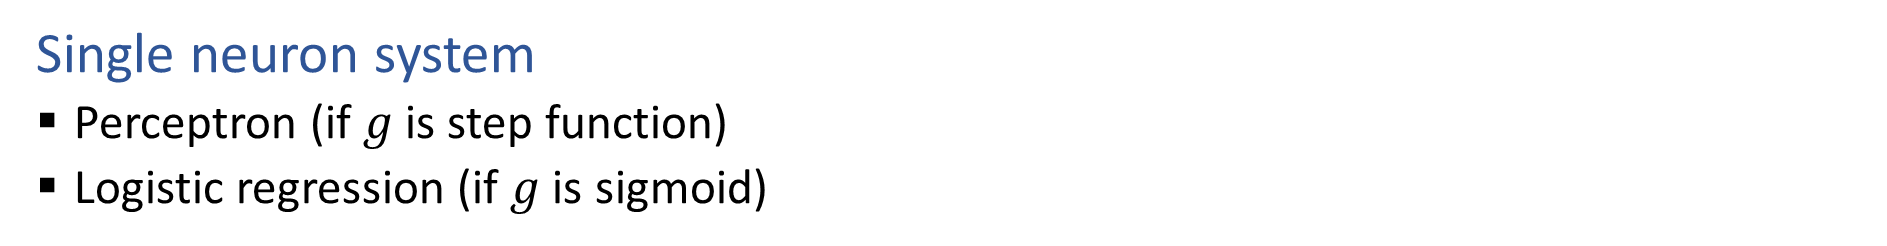 Single neuron system
▪ Perceptron (if g is step function)
▪ Logistic regression (if g is sigmoid)